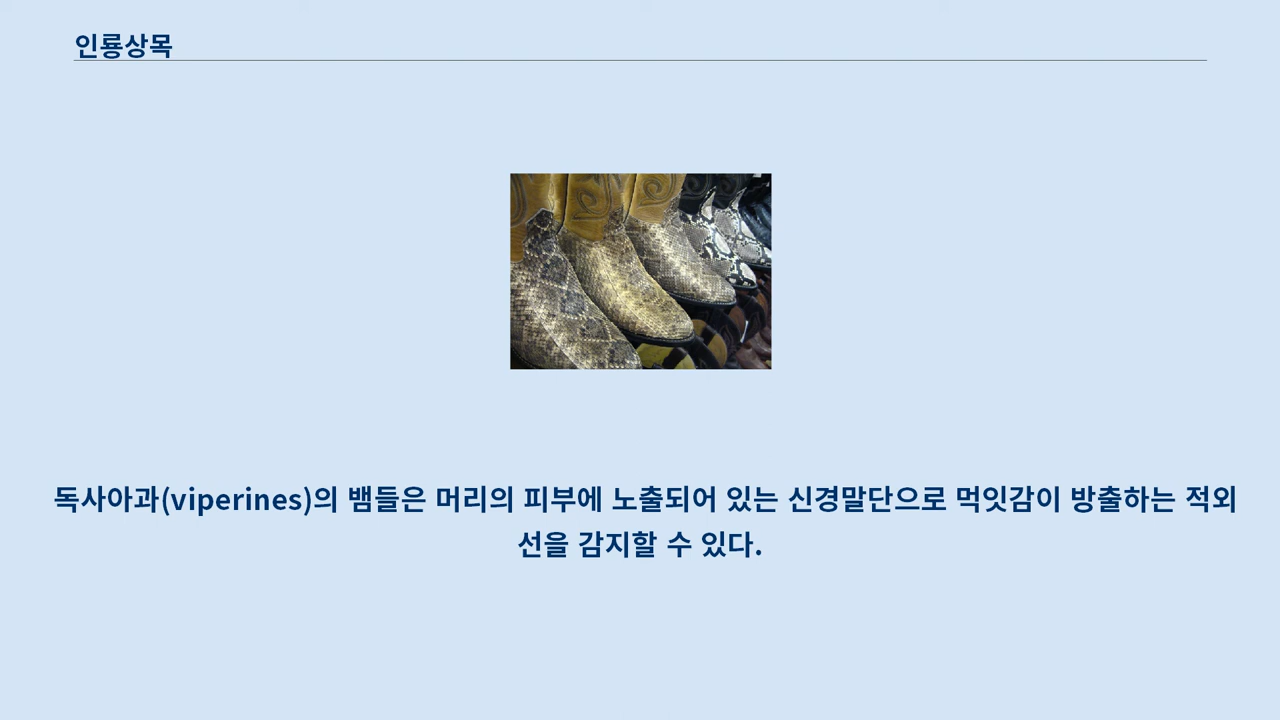 인룡상목
독사아과(viperines)의 뱀들은 머리의 피부에 노출되어 있는 신경말단으로 먹잇감이 방출하는 적외
선을 감지할 수 있다.